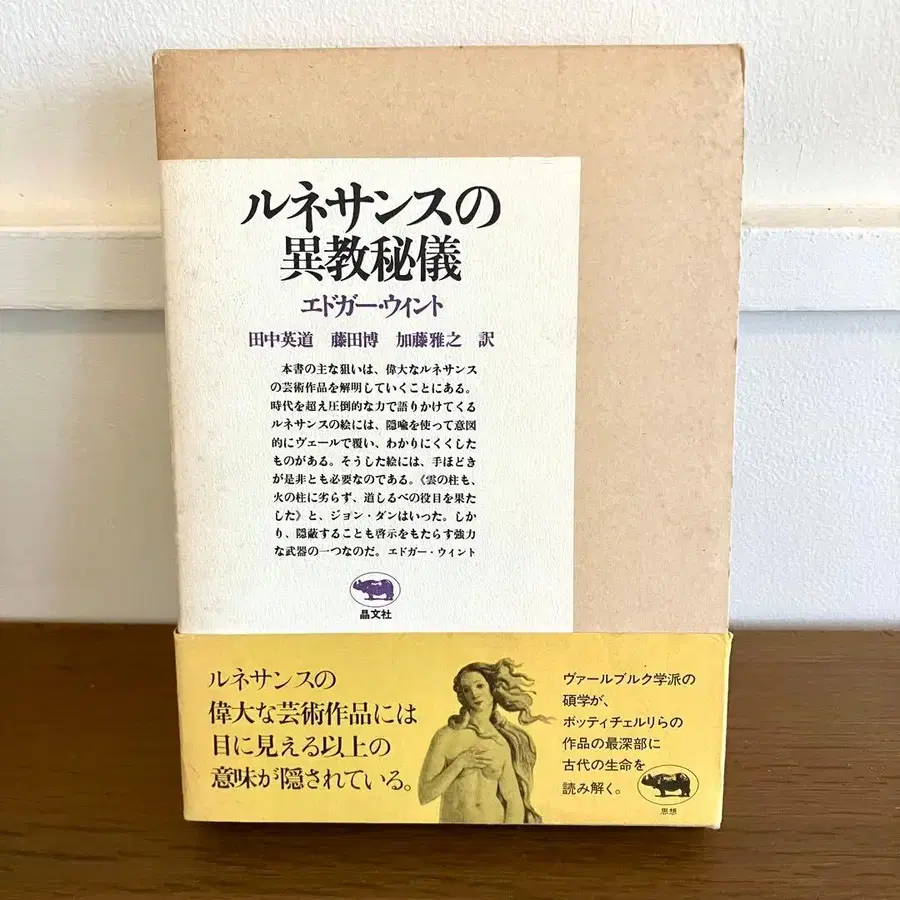 ルネサンスの
異教秘儀
エドガー・ウィント
田中英道 藤田博 加藤雅之 訳
本書の主な狙いは、偉大なルネサンス
の芸術作品を解明していくことにある。
時代を超え圧倒的な力で語りかけてくる
ルネサンスの絵には、隠喩を使って意図
的にヴェールで覆い、わかりにくくした
ものがある。そうした絵には、手ほどき
が是非とも必要なのである。《雲の柱も、
火の柱に劣らず、道しるべの役目を果た
した》と、ジョン・ダンはいった。しか
り、隠蔽することも啓示をもたらす強力
な武器の一つなのだ。エドガー・ウィント
晶文社
ルネサンスの
偉大な芸術作品には
目に見える以上の
意味が隠されている。
ヴァールブルク学派の
碩学が、
ボッティチェルリらの
作品の最深部に
古代の生命を
読み解く。
思想